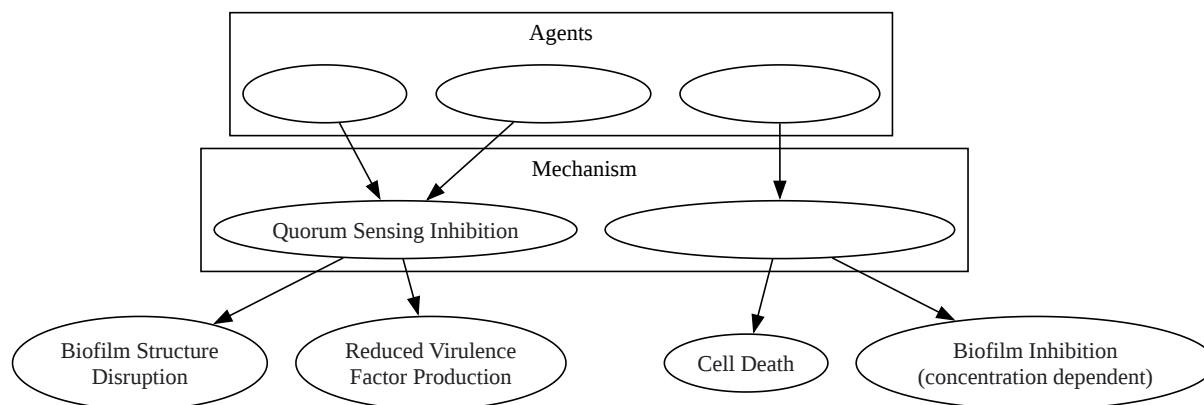 Agents
Mechanism
Quorum Sensing Inhibition
Biofilm Structure
Disruption
Reduced Virulence
Factor Production
Cell Death
Biofilm Inhibition
(concentration dependent)